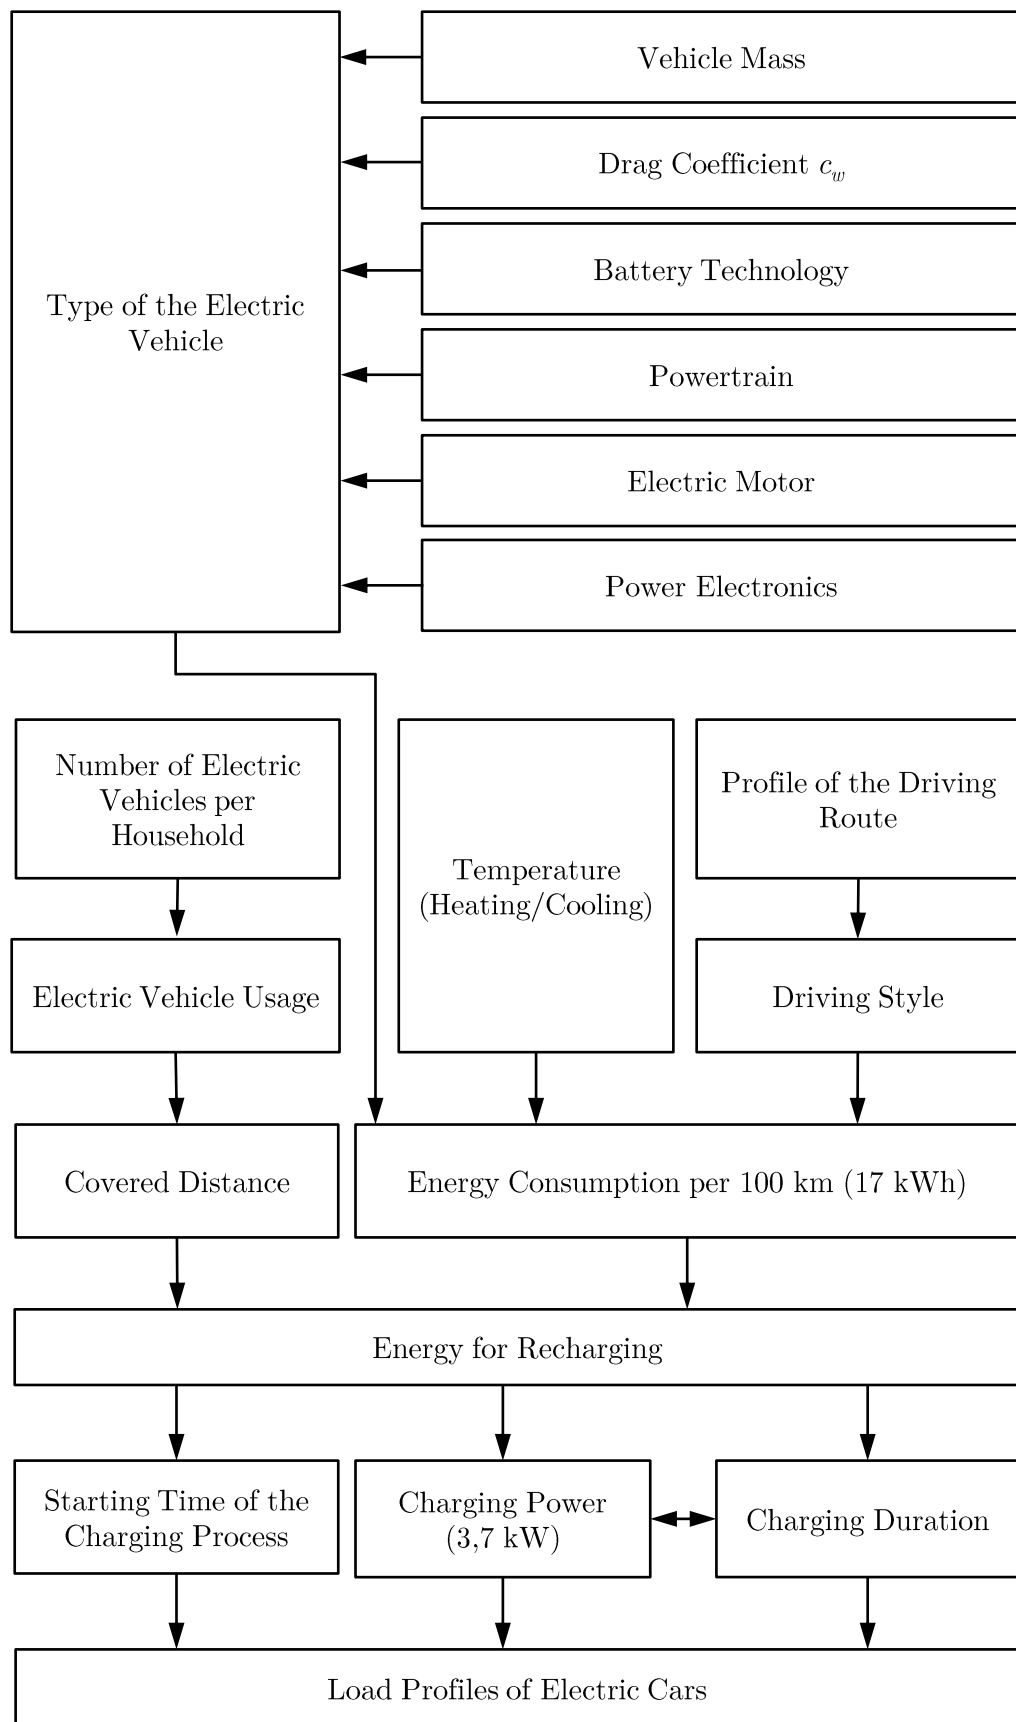 Vehicle Mass
Drag Coefficient c_w
Battery Technology
Type of the Electric
Vehicle
Powertrain
Electric Motor
Power Electronics
Number of Electric
Vehicles per
Household
Temperature
(Heating/Cooling)
Profile of the Driving
Route
Electric Vehicle Usage
Driving Style
Covered Distance
Energy Consumption per 100 km (17 kWh)
Energy for Recharging
Starting Time of the
Charging Process
Charging Power
(3,7 kW)
Charging Duration
Load Profiles of Electric Cars